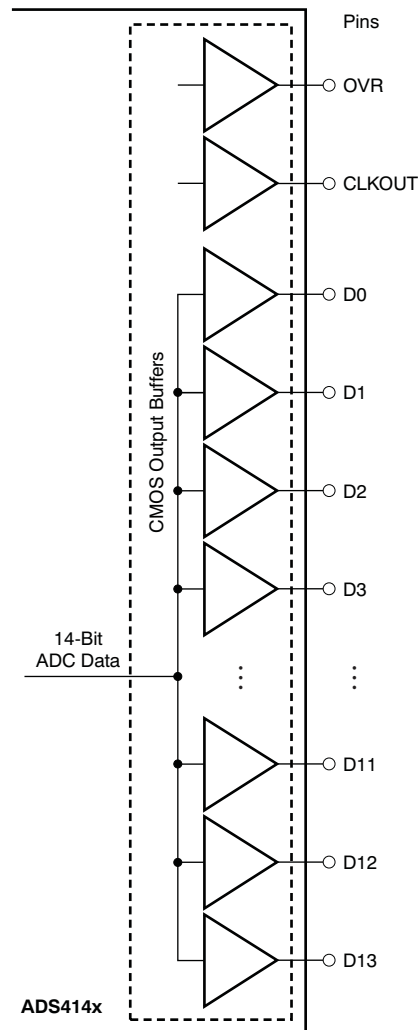 Pins
OVR
CLKOUT
D0
CMOS Output Buffers
D1
D2
D3
14-Bit
ADC Data
D11
D12
D13
ADS414x